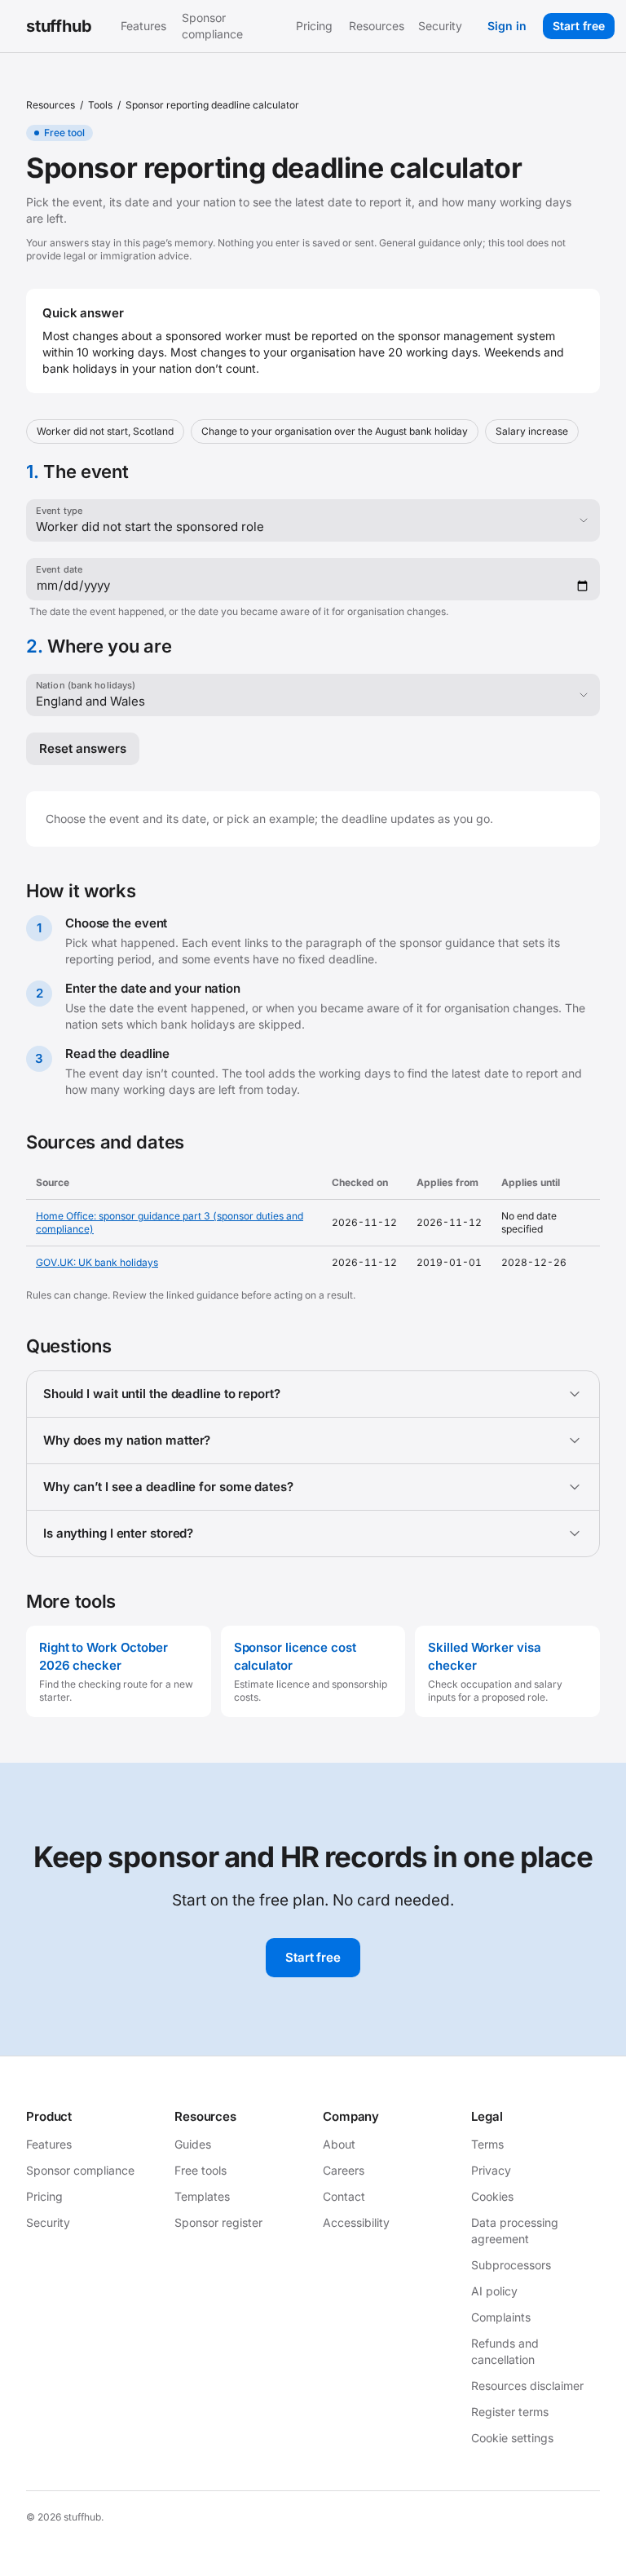 stuffhub
Features
Sponsor
compliance
Pricing
Resources
Security
Sign in
Start free
Resources / Tools / Sponsor reporting deadline calculator
Free tool
Sponsor reporting deadline calculator
Pick the event, its date and your nation to see the latest date to report it, and how many working days
are left.
Your answers stay in this page’s memory. Nothing you enter is saved or sent. General guidance only; this tool does not
provide legal or immigration advice.
Quick answer
Most changes about a sponsored worker must be reported on the sponsor management system
within 10 working days. Most changes to your organisation have 20 working days. Weekends and
bank holidays in your nation don’t count.
Worker did not start, Scotland
Change to your organisation over the August bank holiday
Salary increase
1. The event
Event type
Worker did not start the sponsored role
Event date
mm/dd/yyyy
The date the event happened, or the date you became aware of it for organisation changes.
2. Where you are
Nation (bank holidays)
England and Wales
Reset answers
Choose the event and its date, or pick an example; the deadline updates as you go.
How it works
1
Choose the event
Pick what happened. Each event links to the paragraph of the sponsor guidance that sets its
reporting period, and some events have no fixed deadline.
2
Enter the date and your nation
Use the date the event happened, or when you became aware of it for organisation changes. The
nation sets which bank holidays are skipped.
3
Read the deadline
The event day isn’t counted. The tool adds the working days to find the latest date to report and
how many working days are left from today.
Sources and dates
Source Checked on Applies from Applies until
Home Office: sponsor guidance part 3 (sponsor duties and
compliance)
2026-11-12 2026-11-12
No end date
specified
GOV.UK: UK bank holidays 2026-11-12 2019-01-01 2028-12-26
Rules can change. Review the linked guidance before acting on a result.
Questions
Should I wait until the deadline to report?
Why does my nation matter?
Why can’t I see a deadline for some dates?
Is anything I enter stored?
More tools
Right to Work October
2026 checker
Find the checking route for a new
starter.
Sponsor licence cost
calculator
Estimate licence and sponsorship
costs.
Skilled Worker visa
checker
Check occupation and salary
inputs for a proposed role.
Keep sponsor and HR records in one place
Start on the free plan. No card needed.
Start free
Product
Features
Sponsor compliance
Pricing
Security
Resources
Guides
Free tools
Templates
Sponsor register
Company
About
Careers
Contact
Accessibility
Legal
Terms
Privacy
Cookies
Data processing
agreement
Subprocessors
AI policy
Complaints
Refunds and
cancellation
Resources disclaimer
Register terms
Cookie settings
© 2026 stuffhub.